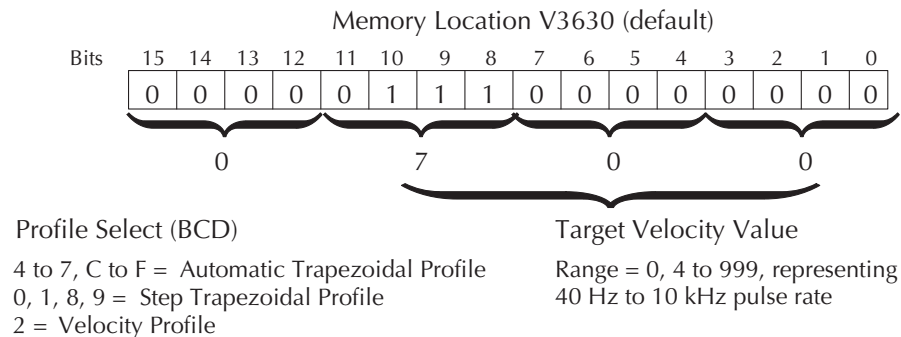 Memory Location V3630 (default)
Bits 15 14 13 12 11 10 9 8 7 6 5 4 3 2 1 0
0 0 0 0 0 1 1 1 0 0 0 0 0 0 0 0
0 7 0 0
Profile Select (BCD)
4 to 7, C to F = Automatic Trapezoidal Profile
0, 1, 8, 9 = Step Trapezoidal Profile
2 = Velocity Profile
Target Velocity Value
Range = 0, 4 to 999, representing
40 Hz to 10 kHz pulse rate